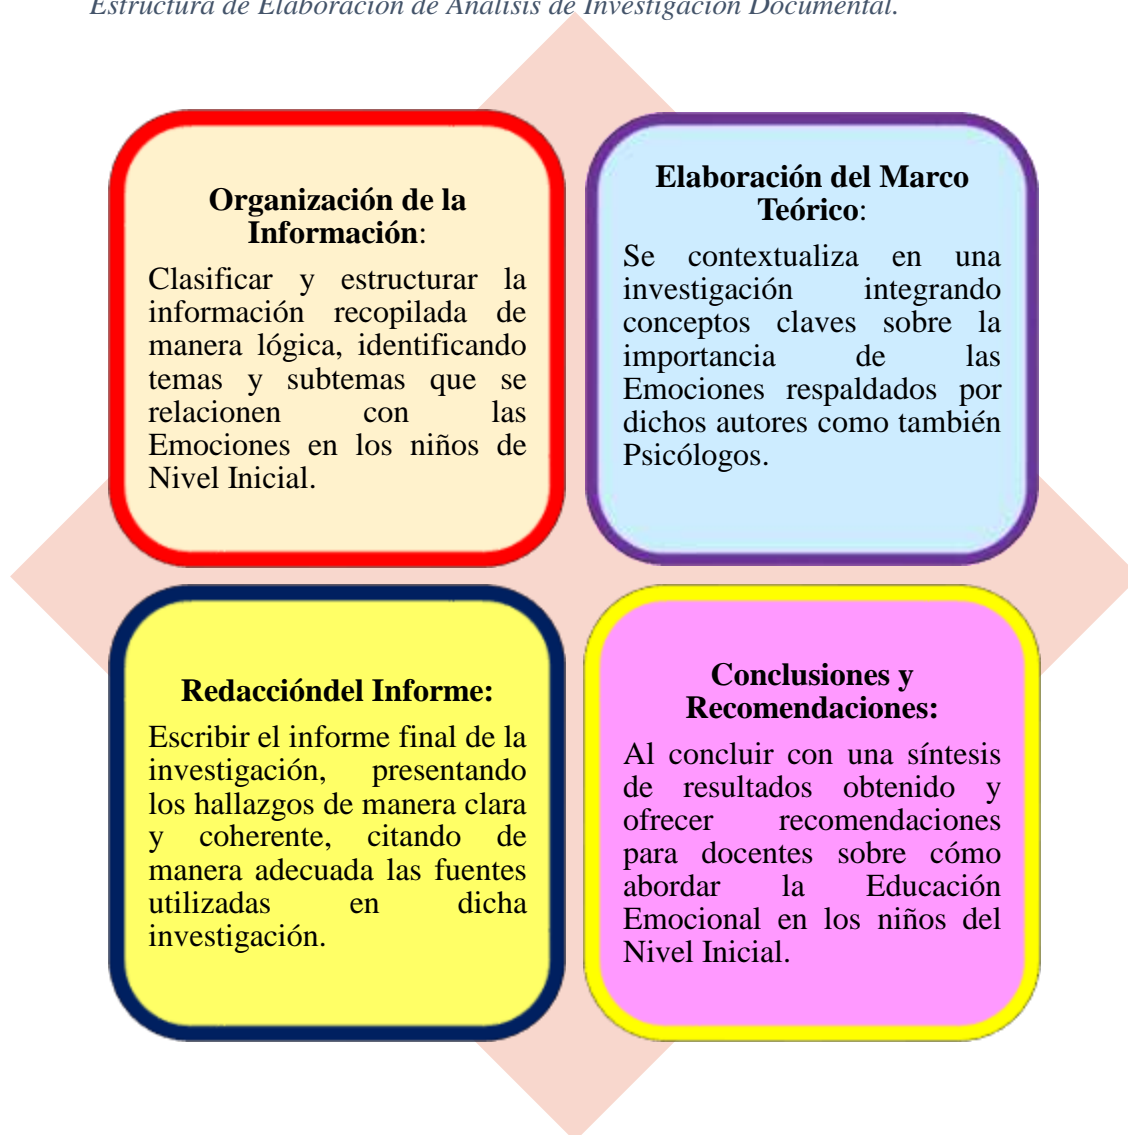 Estructura de Elaboración de Análisis de Investigación Documental.
Organización de la
Información:
Clasificar y estructurar la
información recopilada de
manera lógica, identificando
temas y subtemas que se
relacionen con las
Emociones en los niños de
Nivel Inicial.
Elaboración del Marco
Teórico:
Se contextualiza en una
investigación integrando
conceptos claves sobre la
importancia de las
Emociones respaldados por
dichos autores como también
Psicólogos.
Redaccióndel Informe:
Escribir el informe final de la
investigación, presentando
los hallazgos de manera clara
y coherente, citando de
manera adecuada las fuentes
utilizadas en dicha
investigación.
Conclusiones y
Recomendaciones:
Al concluir con una síntesis
de resultados obtenido y
ofrecer recomendaciones
para docentes sobre cómo
abordar la Educación
Emocional en los niños del
Nivel Inicial.